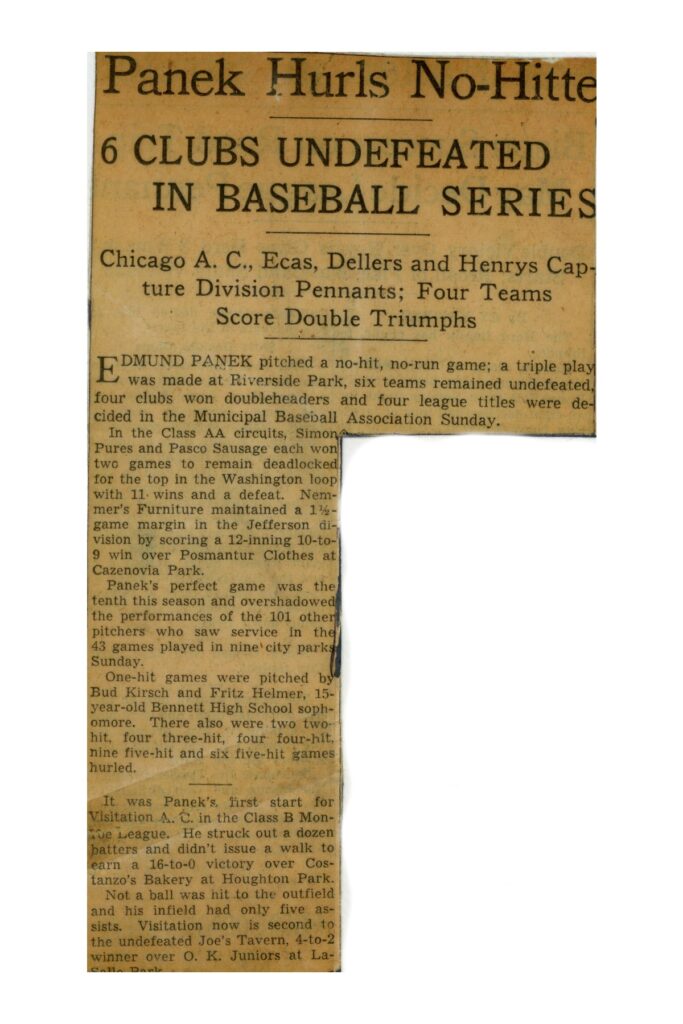 Panek Hurls No-Hitte
6 CLUBS UNDEFEATED
IN BASEBALL SERIES
Chicago A. C., Ecas, Dellers and Henrys Cap-
ture Division Pennants; Four Teams
Score Double Triumphs
EDMUND PANEK pitched a no-hit, no-run game; a triple play
was made at Riverside Park, six teams remained undefeated,
four clubs won doubleheaders and four league titles were de-
cided in the Municipal Baseball Association Sunday.
In the Class AA circuits, Simon
Pures and Pasco Sausage each won
two games to remain deadlocked
for the top in the Washington loop
with 11 wins and a defeat. Nem-
mer's Furniture maintained a 1½-
game margin in the Jefferson di-
vision by scoring a 12-inning 10-to-
9 win over Posmantur Clothes at
Cazenovia Park.
Panek's perfect game was the
tenth this season and overshadowed
the performances of the 101 other
pitchers who saw service in the
43 games played in nine city parks
Sunday.
One-hit games were pitched by
Bud Kirsch and Fritz Helmer, 15-
year-old Bennett High School soph-
omore. There also were two two-
hit, four three-hit, four four-hit,
nine five-hit and six five-hit games
hurled.
It was Panek's first start for
Visitation A. C. in the Class B Mon-
roe League. He struck out a dozen
batters and didn't issue a walk to
earn a 16-to-0 victory over Cos-
tanzo's Bakery at Houghton Park.
Not a ball was hit to the outfield
and his infield had only five as-
sists. Visitation now is second to
the undefeated Joe's Tavern, 4-to-2
winner over O. K. Juniors at La-
Salle Park.